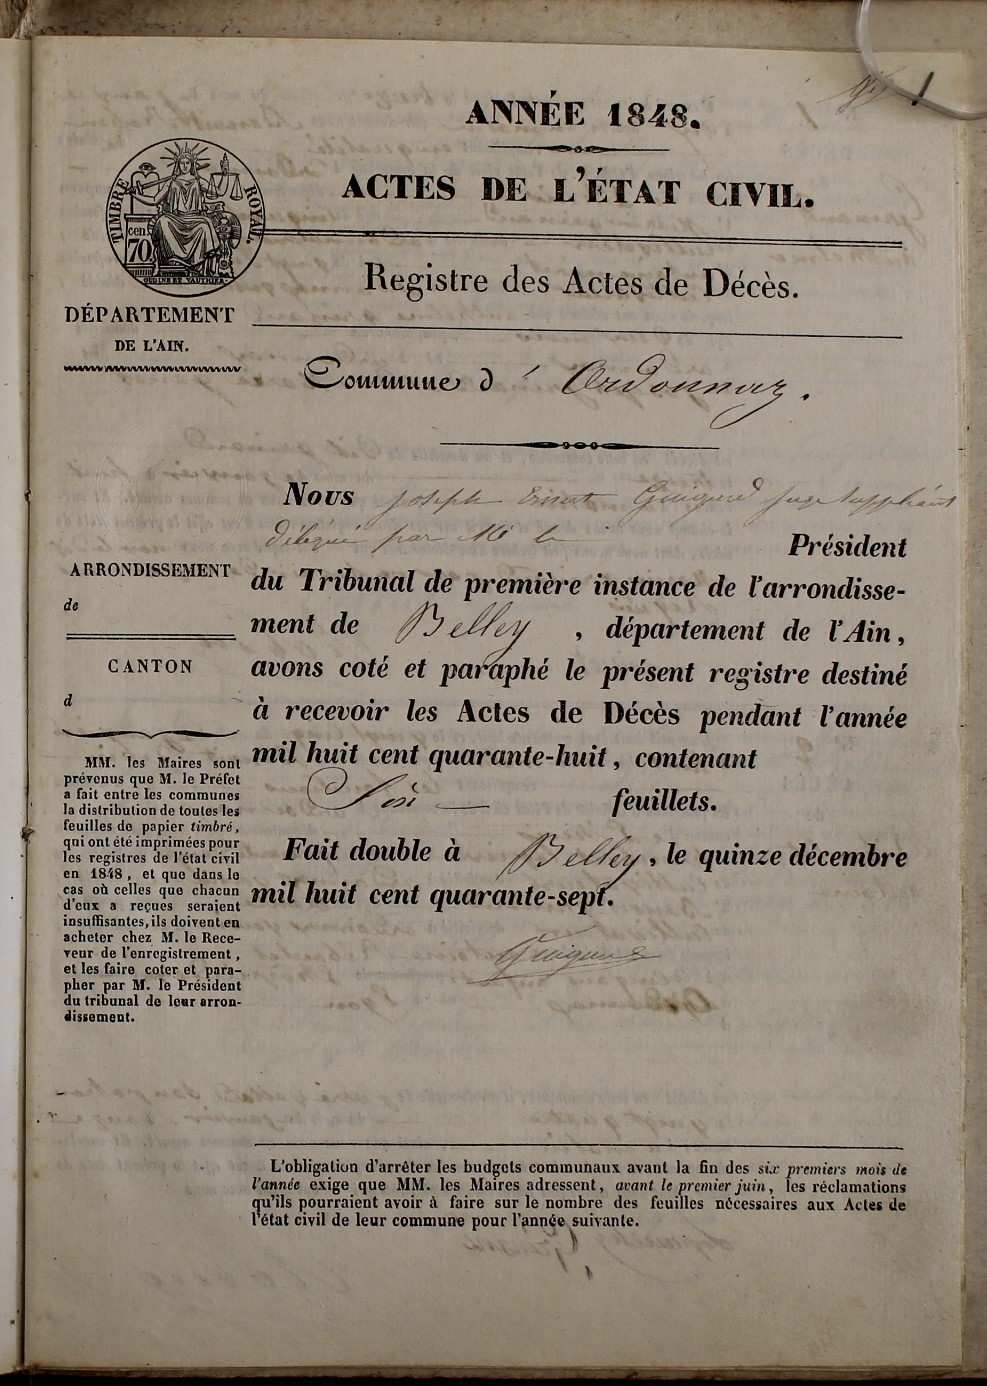 1
ANNÉE 1848.
ACTES DE L'ÉTAT CIVIL.
TIMBRE ROYAL.
cen. 70
Registre des Actes de Décès.
DÉPARTEMENT
DE L'AIN.
Commune d' Ordonnaz.
Nous Joseph Ernest Guigard juge suppléant
délégué par Mr le Président
du Tribunal de première instance de l'arrondisse-
ment de Belley, département de l'Ain,
avons coté et paraphé le présent registre destiné
à recevoir les Actes de Décès pendant l'année
mil huit cent quarante-huit, contenant
Six feuillets.
Fait double à Belley, le quinze décembre
mil huit cent quarante-sept.
Guigard
ARRONDISSEMENT
de
CANTON
d
MM. les Maires sont
prévenus que M. le Préfet
a fait entre les communes
la distribution de toutes les
feuilles de papier timbré,
qui ont été imprimées pour
les registres de l'état civil
en 1848, et que dans le
cas où celles que chacun
d'eux a reçues seraient
insuffisantes, ils doivent en
acheter chez M. le Rece-
veur de l'enregistrement,
et les faire coter et para-
pher par M. le Président
du tribunal de leur arron-
dissement.
L'obligation d'arrêter les budgets communaux avant la fin des six premiers mois de
l'année exige que MM. les Maires adressent, avant le premier juin, les réclamations
qu'ils pourraient avoir à faire sur le nombre des feuilles nécessaires aux Actes de
l'état civil de leur commune pour l'année suivante.